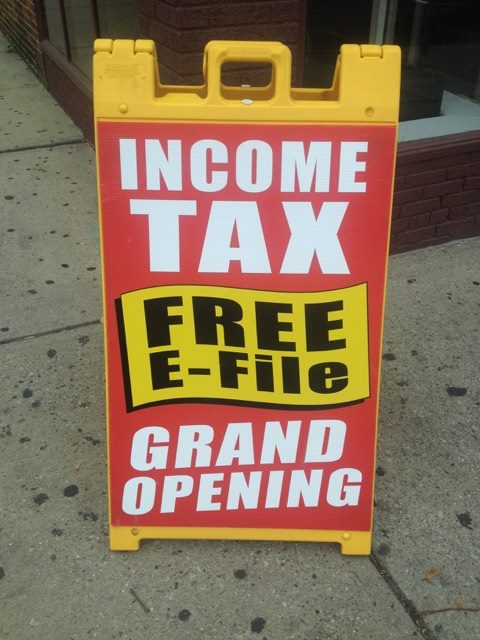 INCOME
TAX
FREE
E-File
GRAND
OPENING